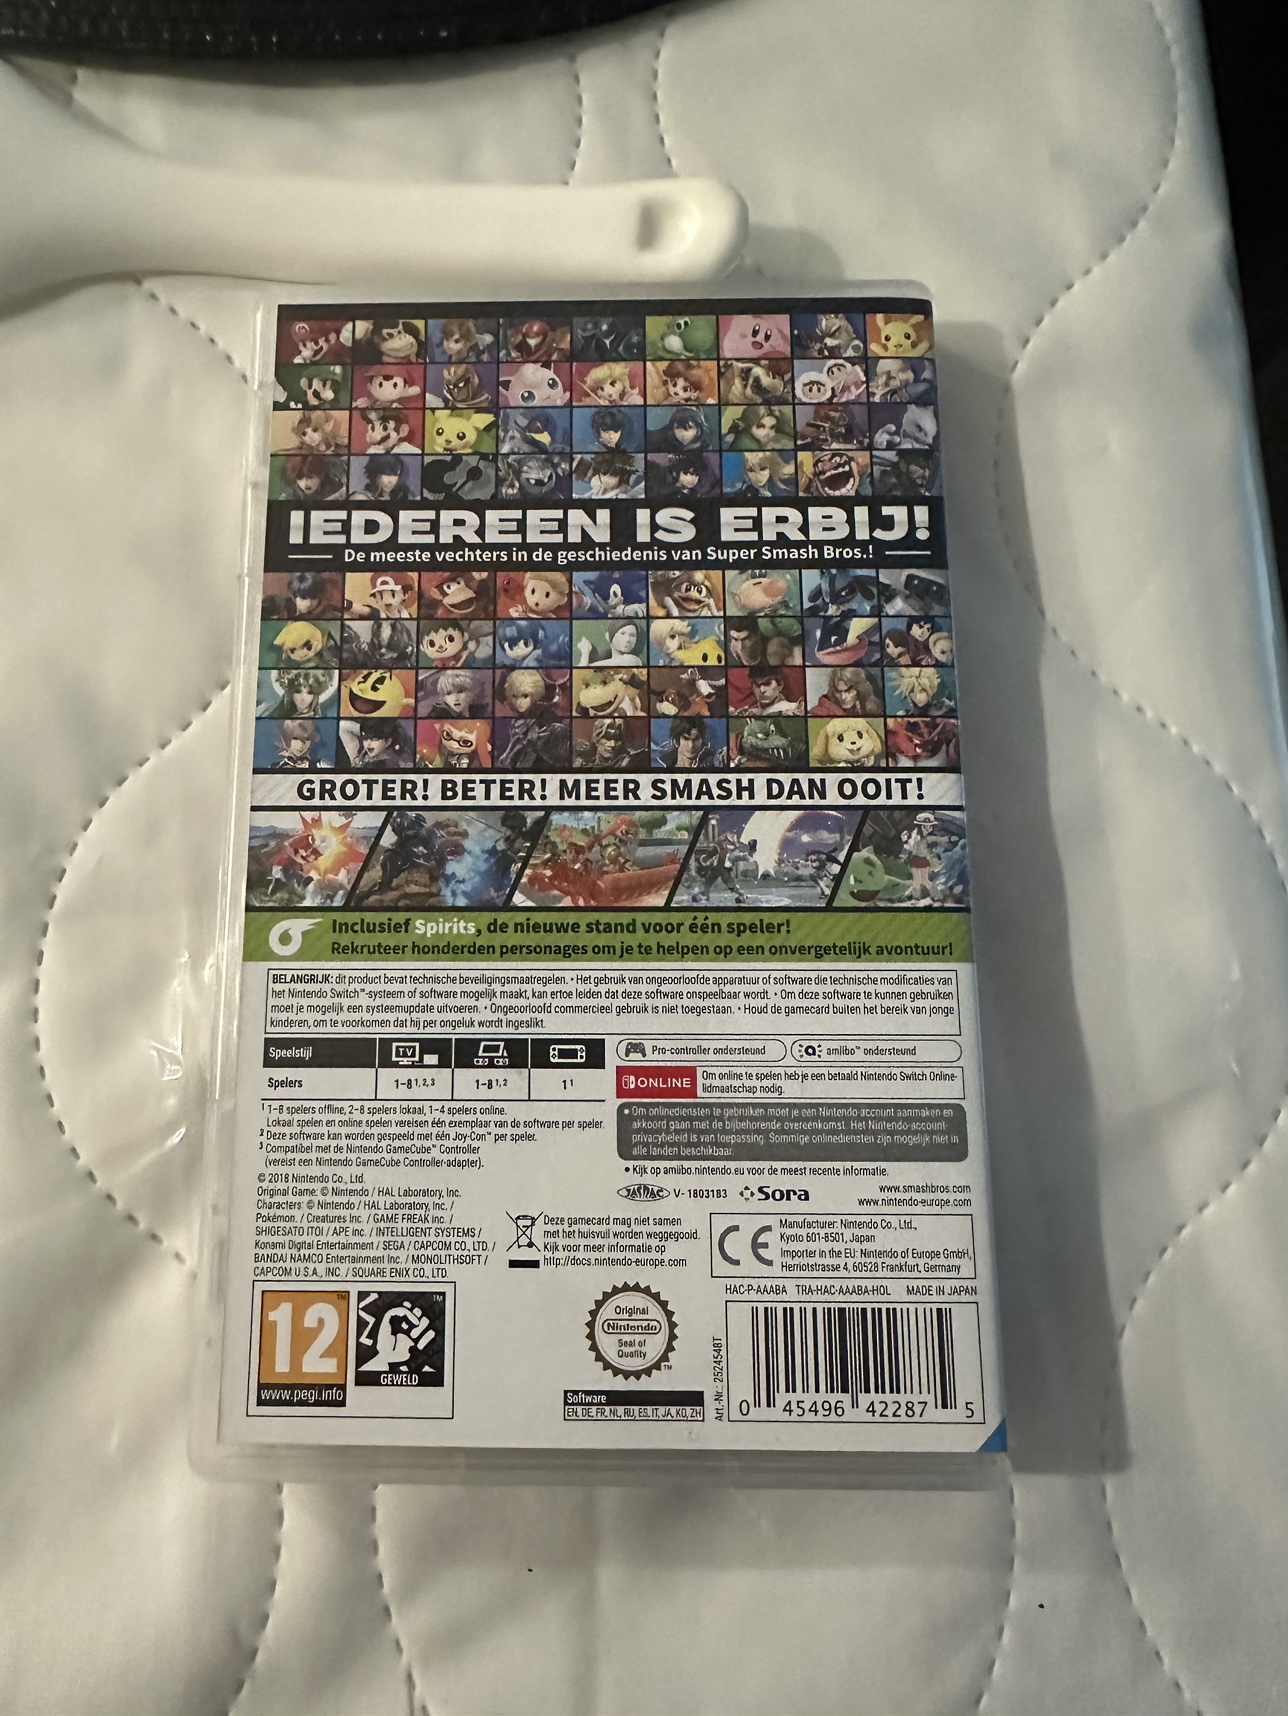 IEDEREEN IS ERBIJ!
De meeste vechters in de geschiedenis van Super Smash Bros.!
GROTER! BETER! MEER SMASH DAN OOIT!
Inclusief Spirits, de nieuwe stand voor één speler!
Rekruteer honderden personages om je te helpen op een onvergetelijk avontuur!
BELANGRIJK: dit product bevat technische beveiligingsmaatregelen. • Het gebruik van ongeoorloofde apparatuur of software die technische modificaties van
het Nintendo Switch™-systeem of software mogelijk maakt, kan ertoe leiden dat deze software onspeelbaar wordt. • Om deze software te kunnen gebruiken
moet je mogelijk een systeemupdate uitvoeren. • Ongeoorloofd commercieel gebruik is niet toegestaan. • Houd de gamecard buiten het bereik van jonge
kinderen, om te voorkomen dat hij per ongeluk wordt ingeslikt.
Speelstijl
TV
Spelers
1-8 1, 2, 3
1-8 1, 2
1 1
Pro-controller ondersteund
amiibo™ ondersteund
ONLINE
Om online te spelen heb je een betaald Nintendo Switch Online-
lidmaatschap nodig.
• Om onlinediensten te gebruiken moet je een Nintendo-account aanmaken en
akkoord gaan met de bijbehorende overeenkomst. Het Nintendo-account-
privacybeleid is van toepassing. Sommige onlinediensten zijn mogelijk niet in
alle landen beschikbaar.
• Kijk op amiibo.nintendo.eu voor de meest recente informatie.
1 1-8 spelers offline, 2-8 spelers lokaal, 1-4 spelers online.
Lokaal spelen en online spelen vereisen één exemplaar van de software per speler.
2 Deze software kan worden gespeeld met één Joy-Con™ per speler.
3 Compatibel met de Nintendo GameCube™ Controller
(vereist een Nintendo GameCube Controller-adapter).
© 2018 Nintendo Co., Ltd.
Original Game: © Nintendo / HAL Laboratory, Inc.
Characters: © Nintendo / HAL Laboratory, Inc. /
Pokémon. / Creatures Inc. / GAME FREAK inc. /
SHIGESATO ITOI / APE inc. / INTELLIGENT SYSTEMS /
Konami Digital Entertainment / SEGA / CAPCOM CO., LTD. /
BANDAI NAMCO Entertainment Inc. / MONOLITHSOFT /
CAPCOM U.S.A., INC. / SQUARE ENIX CO., LTD.
JASRAC V-1803183
Sora
www.smashbros.com
www.nintendo-europe.com
Deze gamecard mag niet samen
met het huisvuil worden weggegooid.
Kijk voor meer informatie op
http://docs.nintendo-europe.com
CE
Manufacturer: Nintendo Co., Ltd.,
Kyoto 601-8501, Japan
Importer in the EU: Nintendo of Europe GmbH,
Herriotstrasse 4, 60528 Frankfurt, Germany
HAC-P-AAABA TRA-HAC-AAABA-HOL MADE IN JAPAN
12
www.pegi.info
GEWELD
Original
Nintendo
Seal of
Quality
Software
EN, DE, FR, NL, RU, ES, IT, JA, KO, ZH
Art.-Nr.: 2524548T
0 45496 42287 5